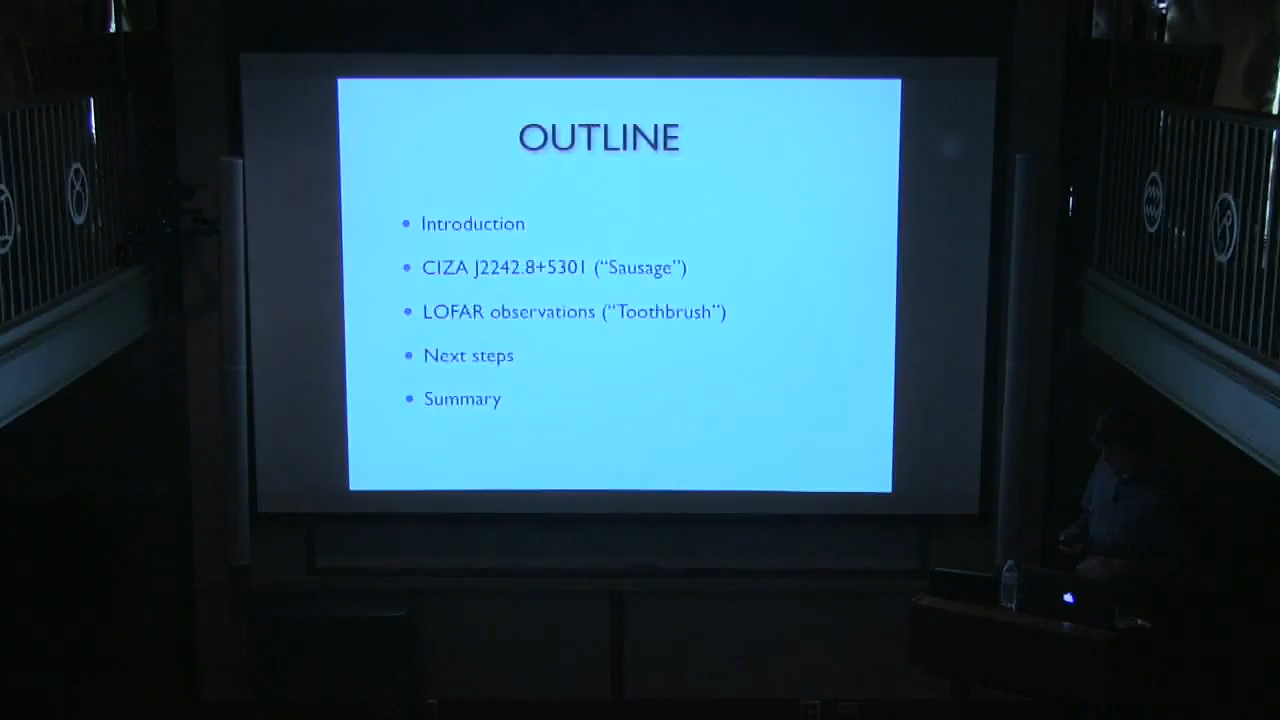 OUTLINE
• Introduction
• CIZA J2242.8+5301 (“Sausage”)
• LOFAR observations (“Toothbrush”)
• Next steps
• Summary